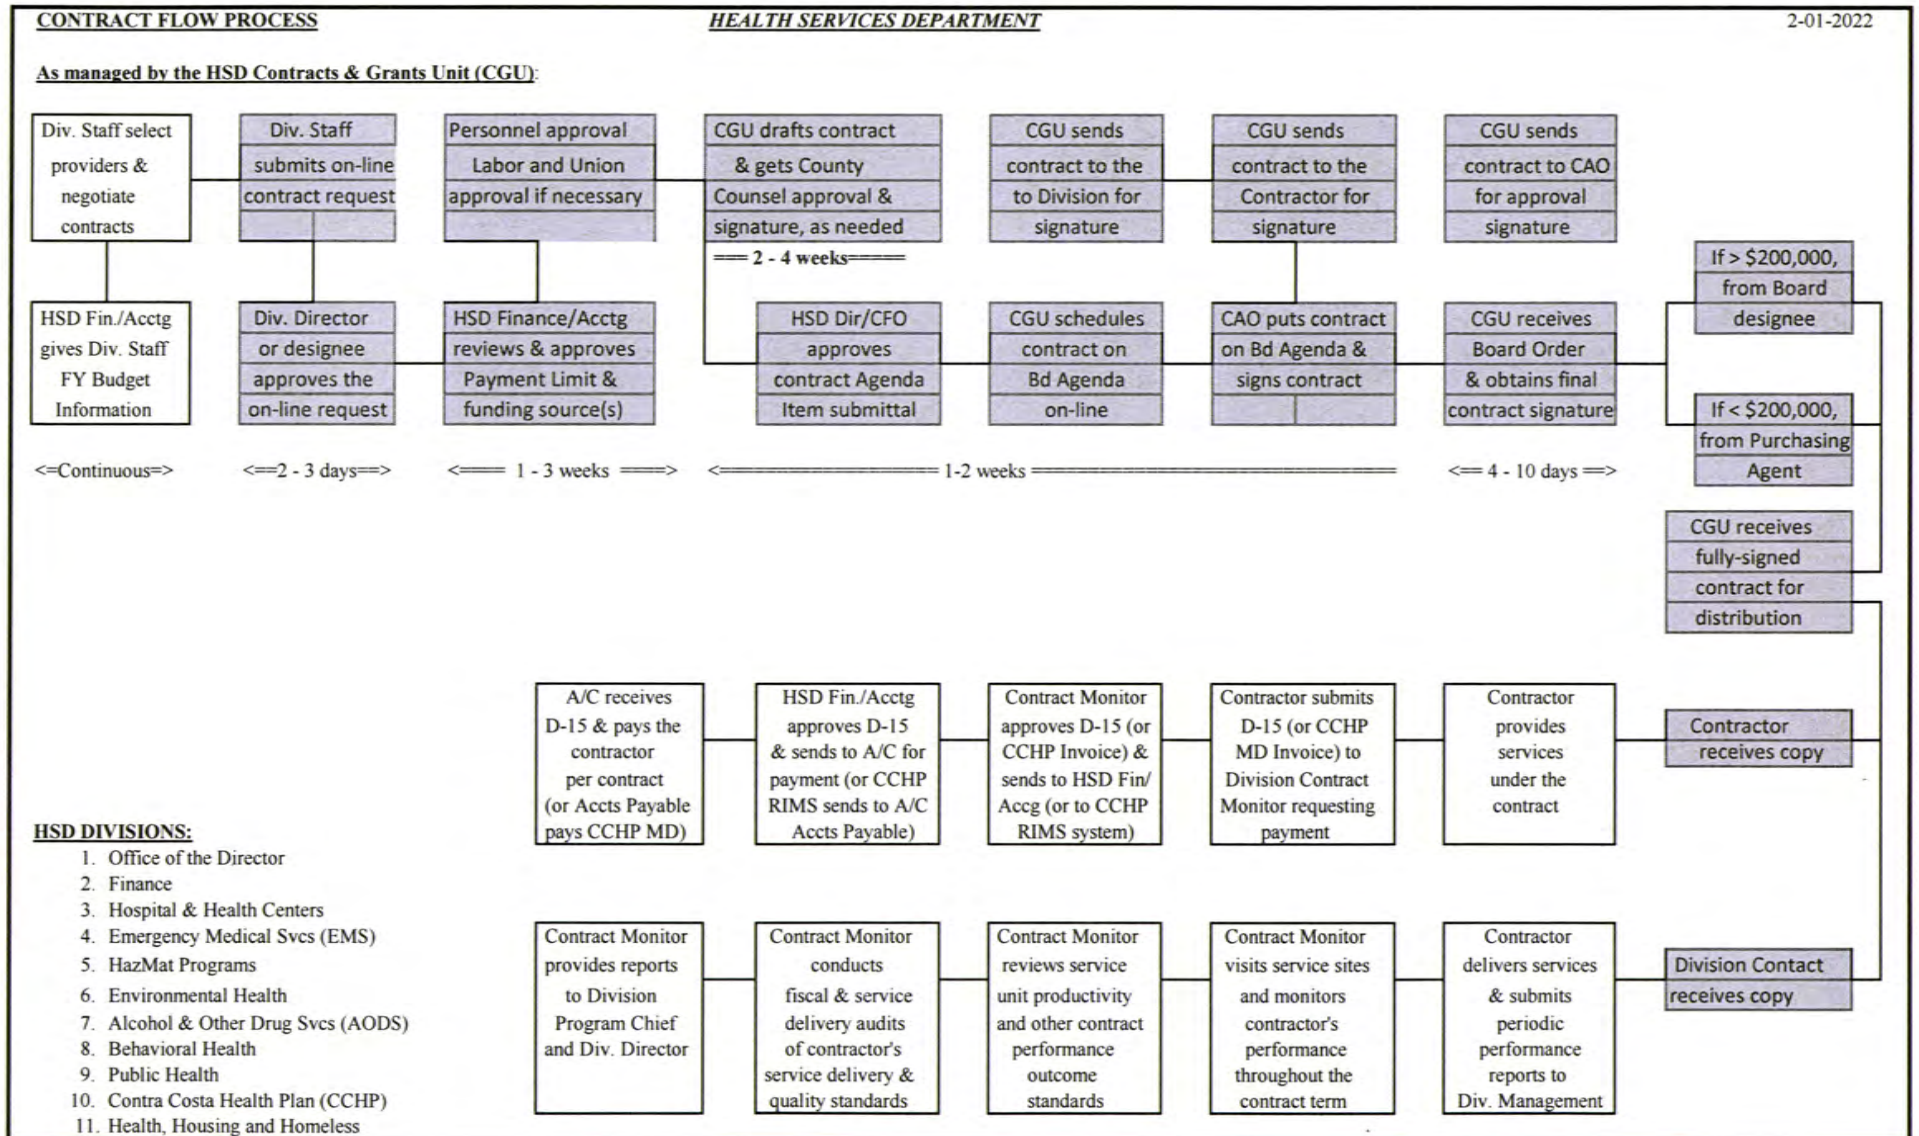 CONTRACT FLOW PROCESS
HEALTH SERVICES DEPARTMENT
2-01-2022
As managed by the HSD Contracts & Grants Unit (CGU):
Div. Staff select
providers &
negotiate
contracts
Div. Staff
submits on-line
contract request
Personnel approval
Labor and Union
approval if necessary
CGU drafts contract
& gets County
Counsel approval &
signature, as needed
=== 2 - 4 weeks=====
CGU sends
contract to the
to Division for
signature
CGU sends
contract to the
Contractor for
signature
CGU sends
contract to CAO
for approval
signature
If > $200,000,
from Board
designee
HSD Fin./Acctg
gives Div. Staff
FY Budget
Information
Div. Director
or designee
approves the
on-line request
HSD Finance/Acctg
reviews & approves
Payment Limit &
funding source(s)
HSD Dir/CFO
approves
contract Agenda
Item submittal
CGU schedules
contract on
Bd Agenda
on-line
CAO puts contract
on Bd Agenda &
signs contract
CGU receives
Board Order
& obtains final
contract signature
If < $200,000,
from Purchasing
Agent
<=Continuous=>
<==2 - 3 days==>
<==== 1 - 3 weeks ====>
<================ 1-2 weeks =========================
<== 4 - 10 days ==>
CGU receives
fully-signed
contract for
distribution
A/C receives
D-15 & pays the
contractor
per contract
(or Accts Payable
pays CCHP MD)
HSD Fin./Acctg
approves D-15
& sends to A/C for
payment (or CCHP
RIMS sends to A/C
Accts Payable)
Contract Monitor
approves D-15 (or
CCHP Invoice) &
sends to HSD Fin/
Accg (or to CCHP
RIMS system)
Contractor submits
D-15 (or CCHP
MD Invoice) to
Division Contract
Monitor requesting
payment
Contractor
provides
services
under the
contract
Contractor
receives copy
HSD DIVISIONS:
1. Office of the Director
2. Finance
3. Hospital & Health Centers
4. Emergency Medical Svcs (EMS)
5. HazMat Programs
6. Environmental Health
7. Alcohol & Other Drug Svcs (AODS)
8. Behavioral Health
9. Public Health
10. Contra Costa Health Plan (CCHP)
11. Health, Housing and Homeless
Contract Monitor
provides reports
to Division
Program Chief
and Div. Director
Contract Monitor
conducts
fiscal & service
delivery audits
of contractor's
service delivery &
quality standards
Contract Monitor
reviews service
unit productivity
and other contract
performance
outcome
standards
Contract Monitor
visits service sites
and monitors
contractor's
performance
throughout the
contract term
Contractor
delivers services
& submits
periodic
performance
reports to
Div. Management
Division Contact
receives copy